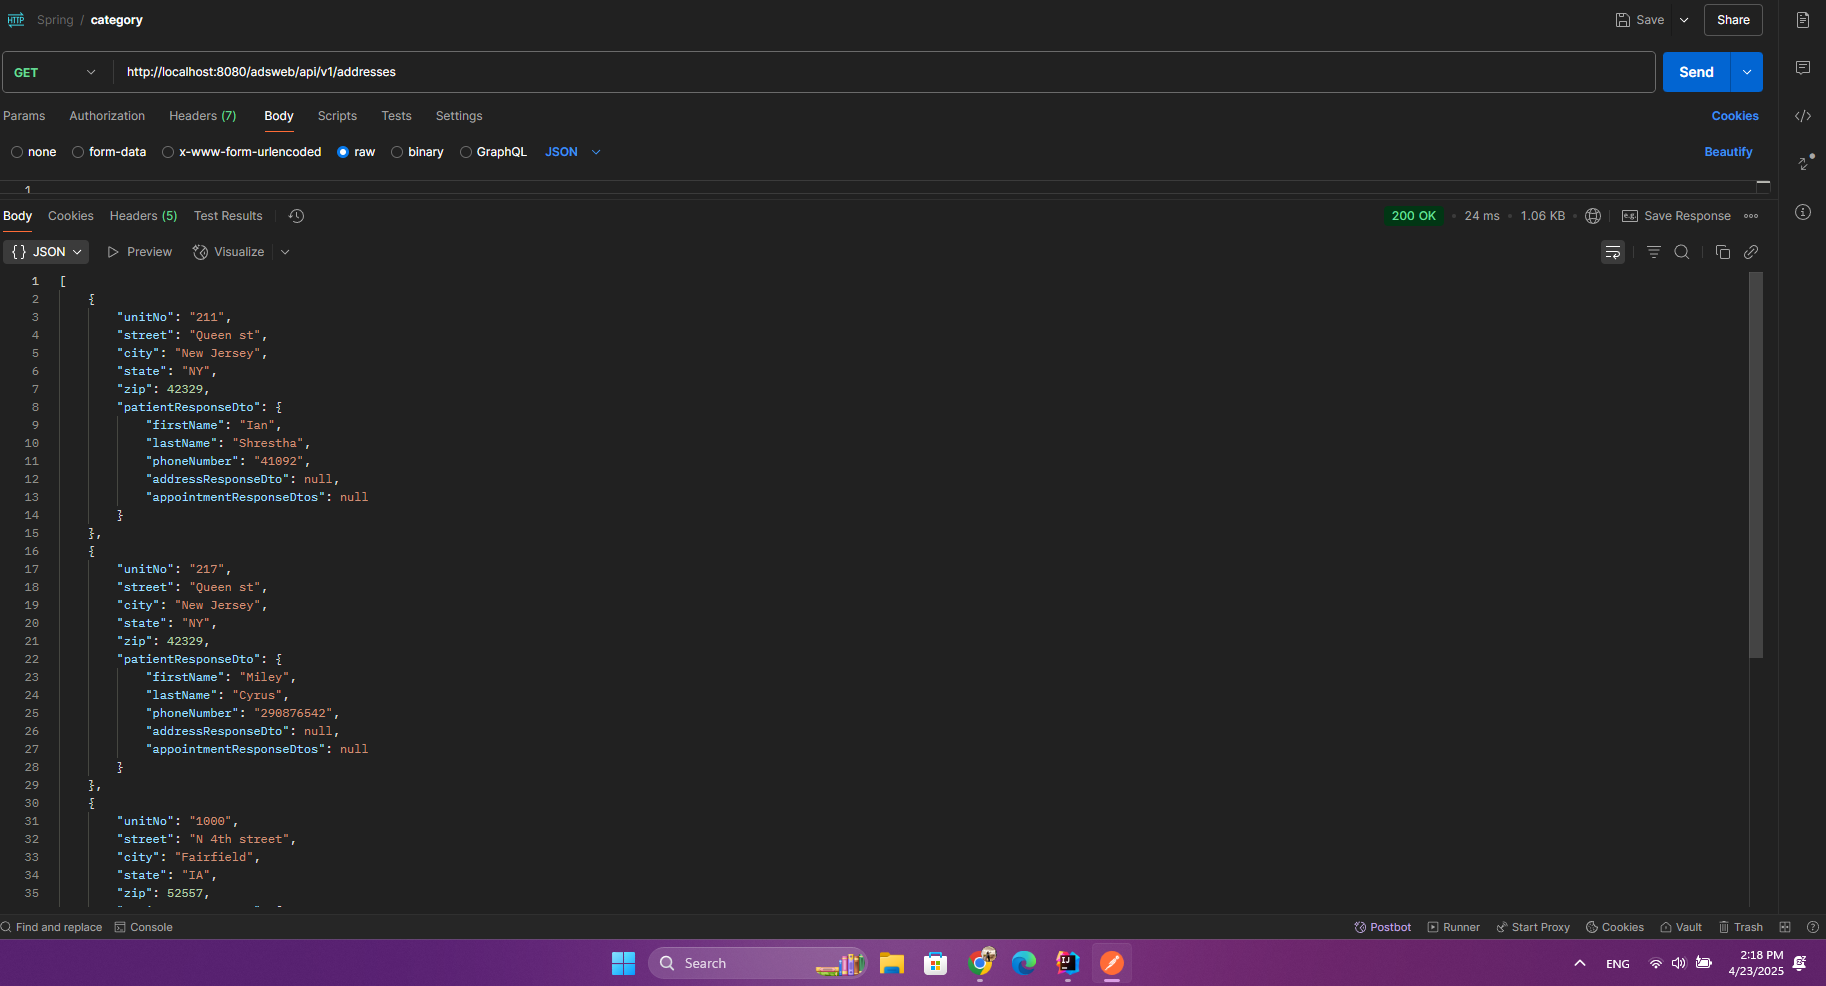 HTTP Spring / category Save Share
GET http://localhost:8080/adsweb/api/v1/addresses Send
Params Authorization Headers (7) Body Scripts Tests Settings Cookies
none form-data x-www-form-urlencoded raw binary GraphQL JSON Beautify
1
Body Cookies Headers (5) Test Results 200 OK 24 ms 1.06 KB e.g. Save Response
{} JSON Preview Visualize
1 [
2 {
3 "unitNo": "211",
4 "street": "Queen st",
5 "city": "New Jersey",
6 "state": "NY",
7 "zip": 42329,
8 "patientResponseDto": {
9 "firstName": "Ian",
10 "lastName": "Shrestha",
11 "phoneNumber": "41092",
12 "addressResponseDto": null,
13 "appointmentResponseDtos": null
14 }
15 },
16 {
17 "unitNo": "217",
18 "street": "Queen st",
19 "city": "New Jersey",
20 "state": "NY",
21 "zip": 42329,
22 "patientResponseDto": {
23 "firstName": "Miley",
24 "lastName": "Cyrus",
25 "phoneNumber": "290876542",
26 "addressResponseDto": null,
27 "appointmentResponseDtos": null
28 }
29 },
30 {
31 "unitNo": "1000",
32 "street": "N 4th street",
33 "city": "Fairfield",
34 "state": "IA",
35 "zip": 52557,
Find and replace Console Postbot Runner Start Proxy Cookies Vault Trash
Search ENG 2:18 PM
4/23/2025